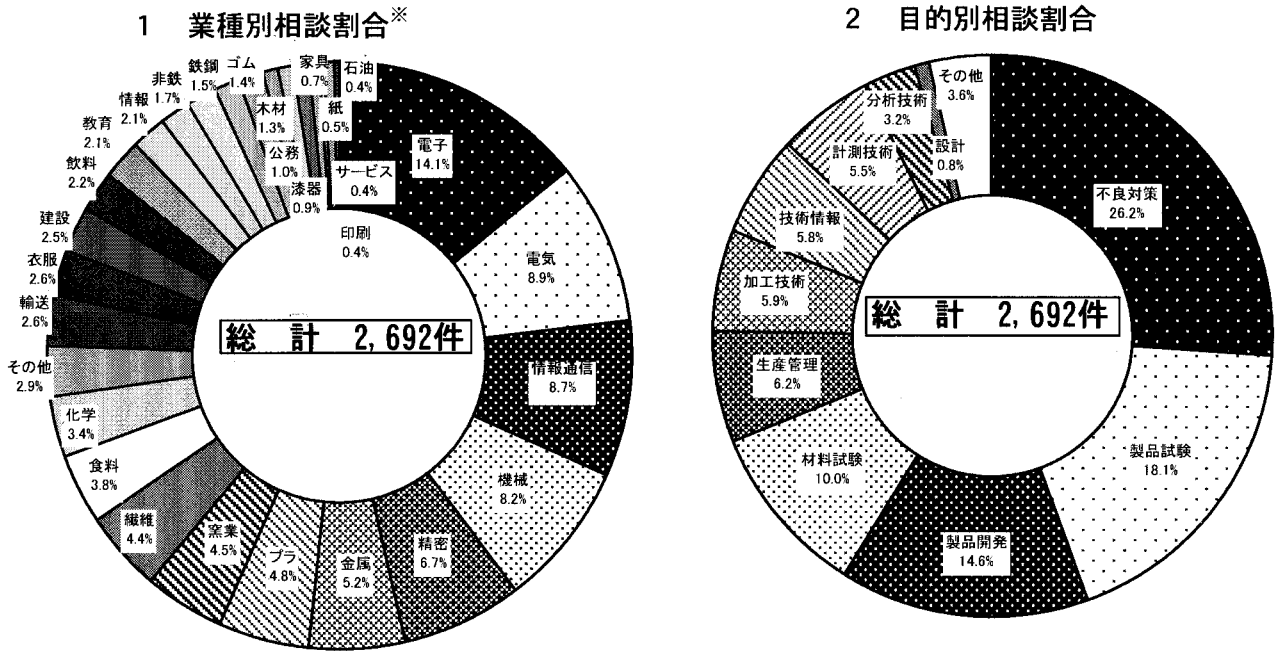 1 業種別相談割合※
電子
14.1%
電気
8.9%
情報通信
8.7%
機械
8.2%
精密
6.7%
金属
5.2%
プラ
4.8%
窯業
4.5%
繊維
4.4%
食料
3.8%
化学
3.4%
その他
2.9%
輸送
2.6%
衣服
2.6%
建設
2.5%
飲料
2.2%
教育
2.1%
情報
2.1%
非鉄
1.7%
鉄鋼
1.5%
ゴム
1.4%
木材
1.3%
公務
1.0%
漆器
0.9%
家具
0.7%
紙
0.5%
石油
0.4%
サービス
0.4%
印刷
0.4%
総 計 2,692件
2 目的別相談割合
不良対策
26.2%
製品試験
18.1%
製品開発
14.6%
材料試験
10.0%
生産管理
6.2%
加工技術
5.9%
技術情報
5.8%
計測技術
5.5%
分析技術
3.2%
設計
0.8%
その他
3.6%
総 計 2,692件